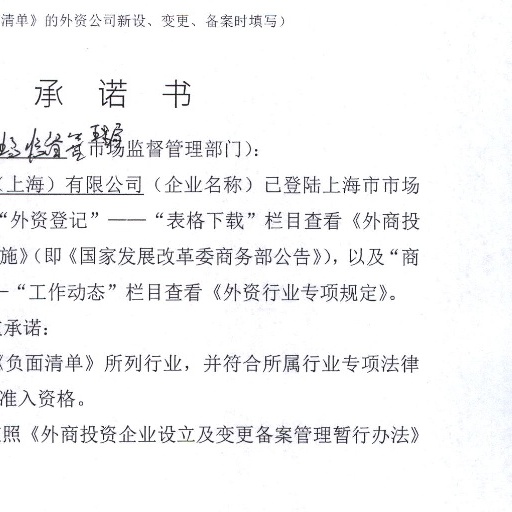 清单》的外资公司新设、变更、备案时填写）
承诺书
市场监督管理部门）：
（上海）有限公司（企业名称）已登陆上海市市场
“外资登记”——“表格下载”栏目查看《外商投
施》（即《国家发展改革委商务部公告》），以及“商
—“工作动态”栏目查看《外资行业专项规定》。
承诺：
《负面清单》所列行业，并符合所属行业专项法律
准入资格。
照《外商投资企业设立及变更备案管理暂行办法》